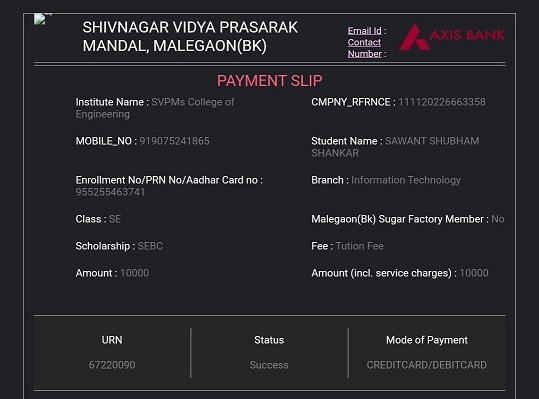 SHIVNAGAR VIDYA PRASARAK
MANDAL, MALEGAON(BK)
Email Id :
Contact
Number :
AXIS BANK
PAYMENT SLIP
Institute Name : SVPMs College of
Engineering
CMPNY_RFRNCE : 111120226663358
MOBILE_NO : 919075241865
Student Name : SAWANT SHUBHAM
SHANKAR
Enrollment No/PRN No/Aadhar Card no :
955255463741
Branch : Information Technology
Class : SE
Malegaon(Bk) Sugar Factory Member : No
Scholarship : SEBC
Fee : Tution Fee
Amount : 10000
Amount (incl. service charges) : 10000
URN
Status
Mode of Payment
67220090
Success
CREDITCARD/DEBITCARD